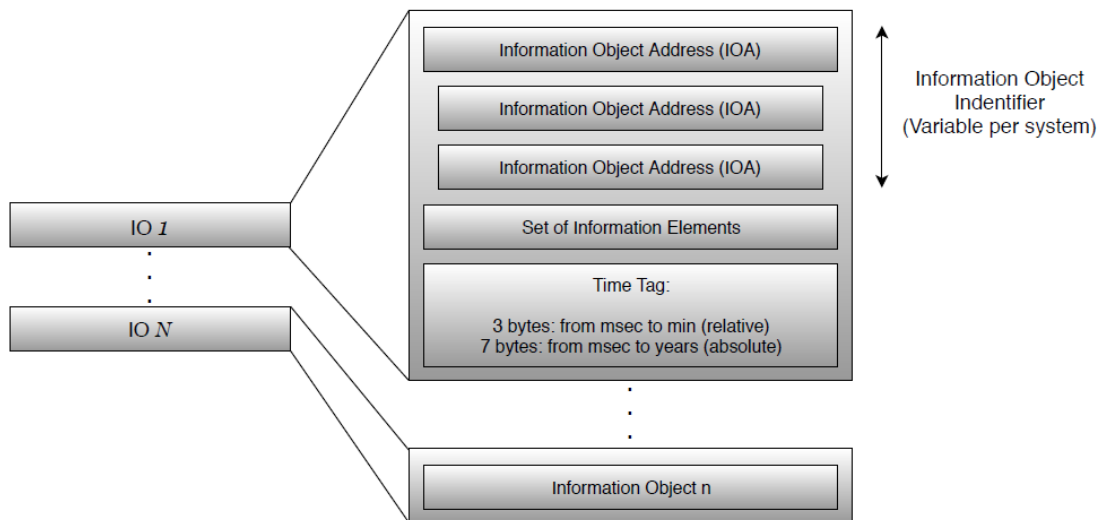 Information Object Address (IOA)
Information Object Address (IOA)
Information Object Address (IOA)
Information Object
Indentifier
(Variable per system)
IO 1
Set of Information Elements
IO N
Time Tag:
3 bytes: from msec to min (relative)
7 bytes: from msec to years (absolute)
Information Object n